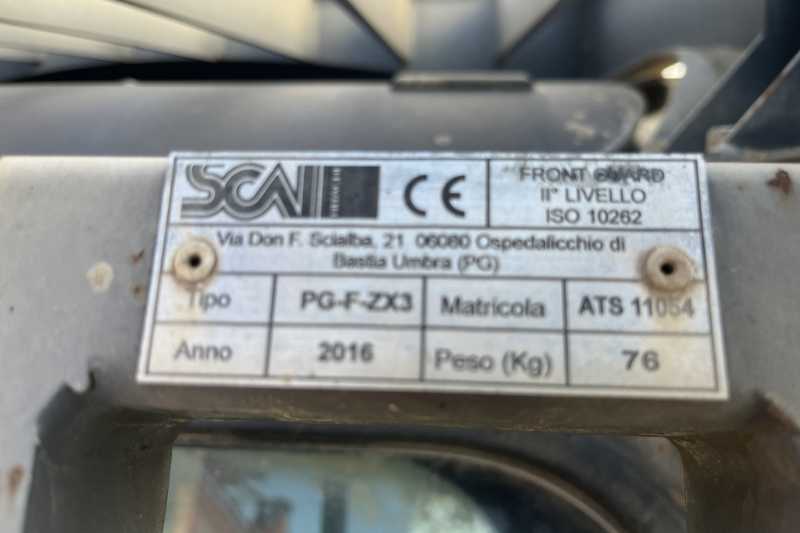 SCAI
CE
FRONT GUARD
II° LIVELLO
ISO 10262
Via Don F. Scialba, 21 06080 Ospedalicchio di
Bastia Umbra (PG)
Tipo PG-F-ZX3 Matricola ATS 11054
Anno 2016 Peso (Kg) 76